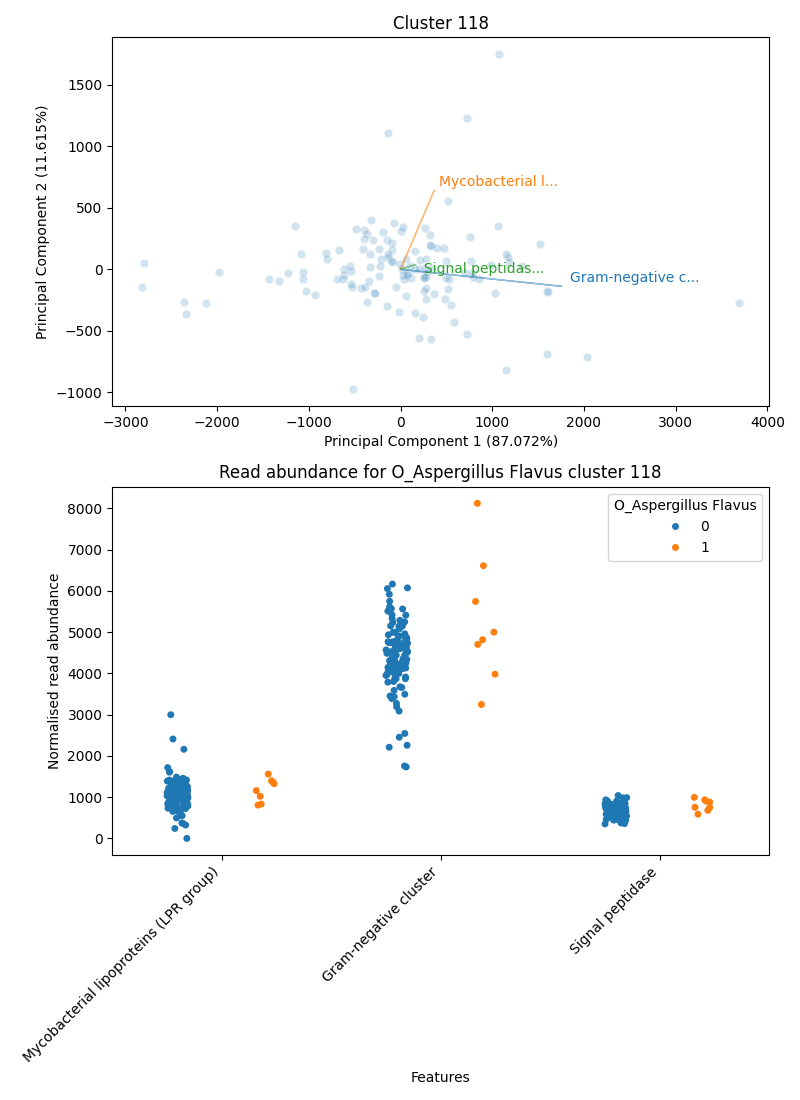 Cluster 118
Principal Component 2 (11.615%)
1500
1000
500
0
−500
−1000
Mycobacterial l...
Signal peptidas...
Gram-negative c...
−3000 −2000 −1000 0 1000 2000 3000 4000
Principal Component 1 (87.072%)
Read abundance for O_Aspergillus Flavus cluster 118
Normalised read abundance
8000
7000
6000
5000
4000
3000
2000
1000
0
O_Aspergillus Flavus
0
1
Mycobacterial lipoproteins (LPR group)
Gram-negative cluster
Signal peptidase
Features